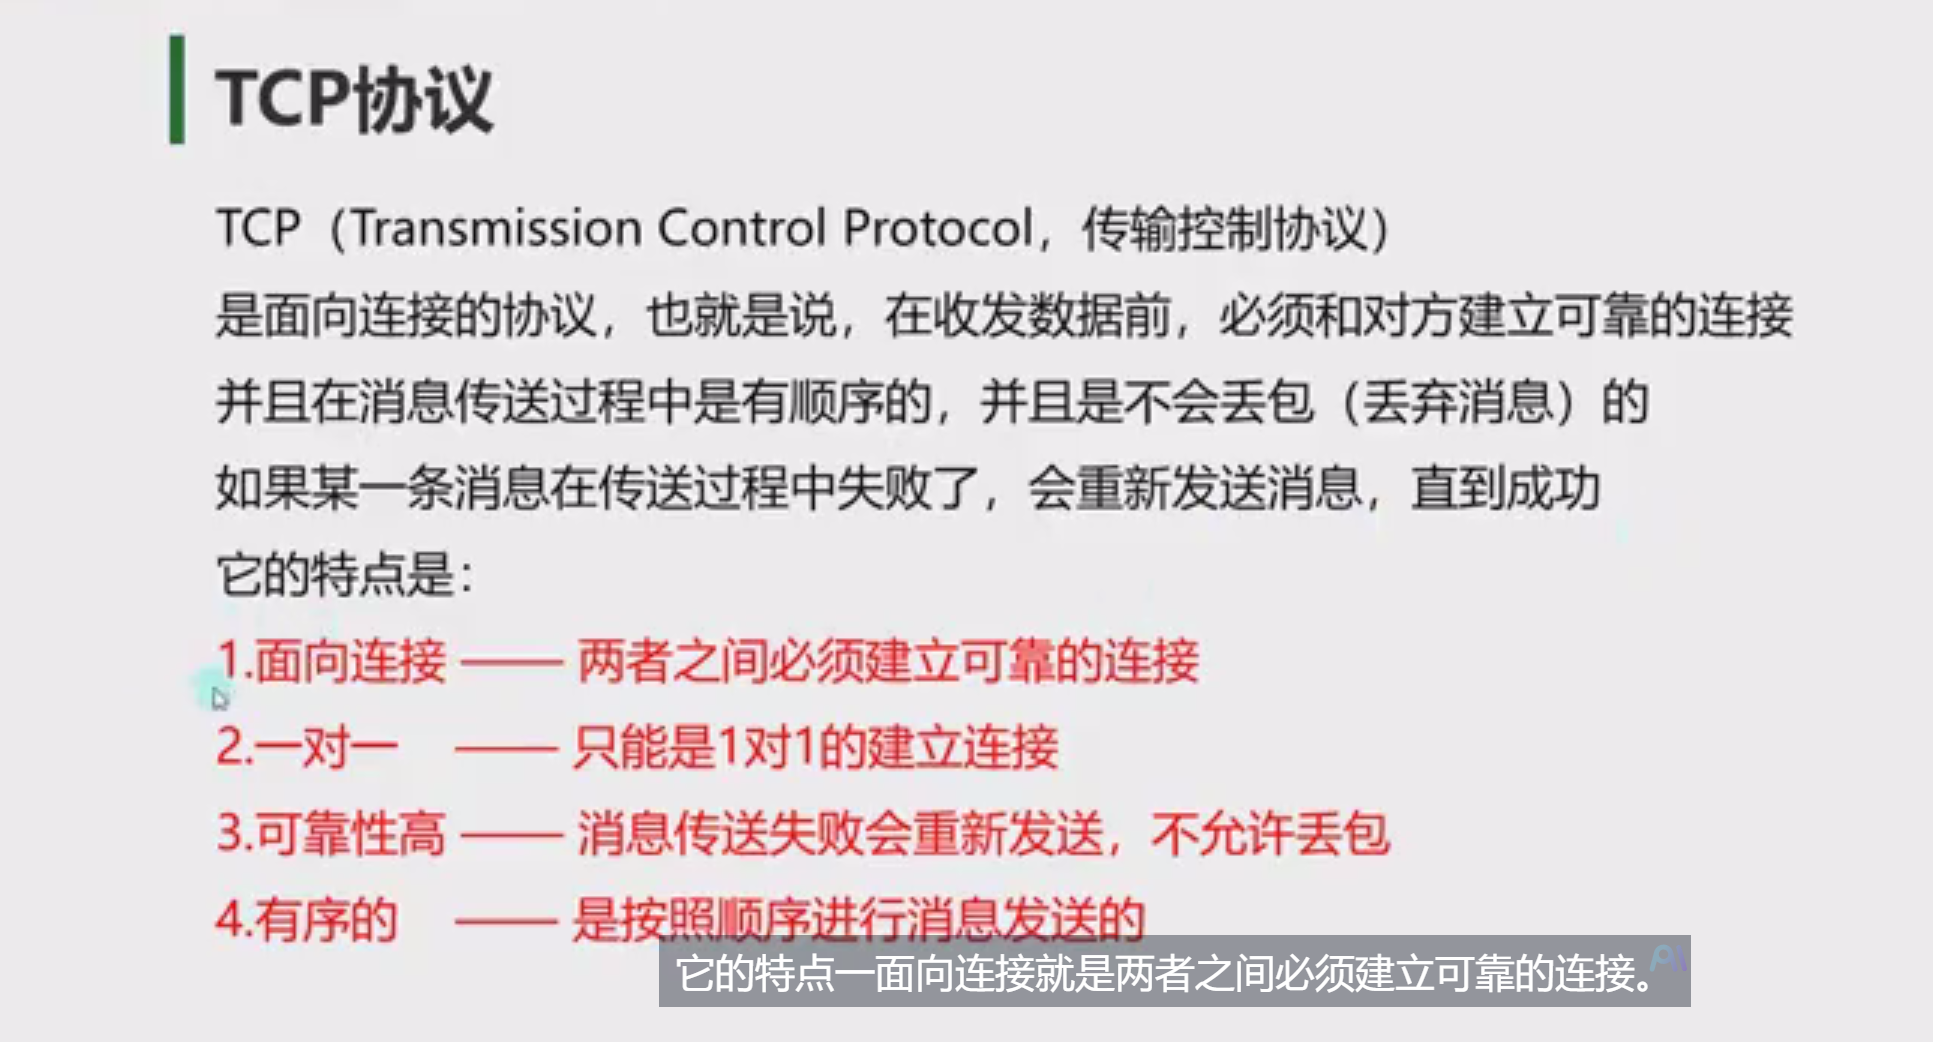 TCP协议
TCP（Transmission Control Protocol，传输控制协议）
是面向连接的协议，也就是说，在收发数据前，必须和对方建立可靠的连接
并且在消息传送过程中是有顺序的，并且是不会丢包（丢弃消息）的
如果某一条消息在传送过程中失败了，会重新发送消息，直到成功
它的特点是：
1.面向连接 —— 两者之间必须建立可靠的连接
2.一对一 —— 只能是1对1的建立连接
3.可靠性高 —— 消息传送失败会重新发送，不允许丢包
4.有序的 —— 是按照顺序进行消息发送的
它的特点一面向连接就是两者之间必须建立可靠的连接。
AI